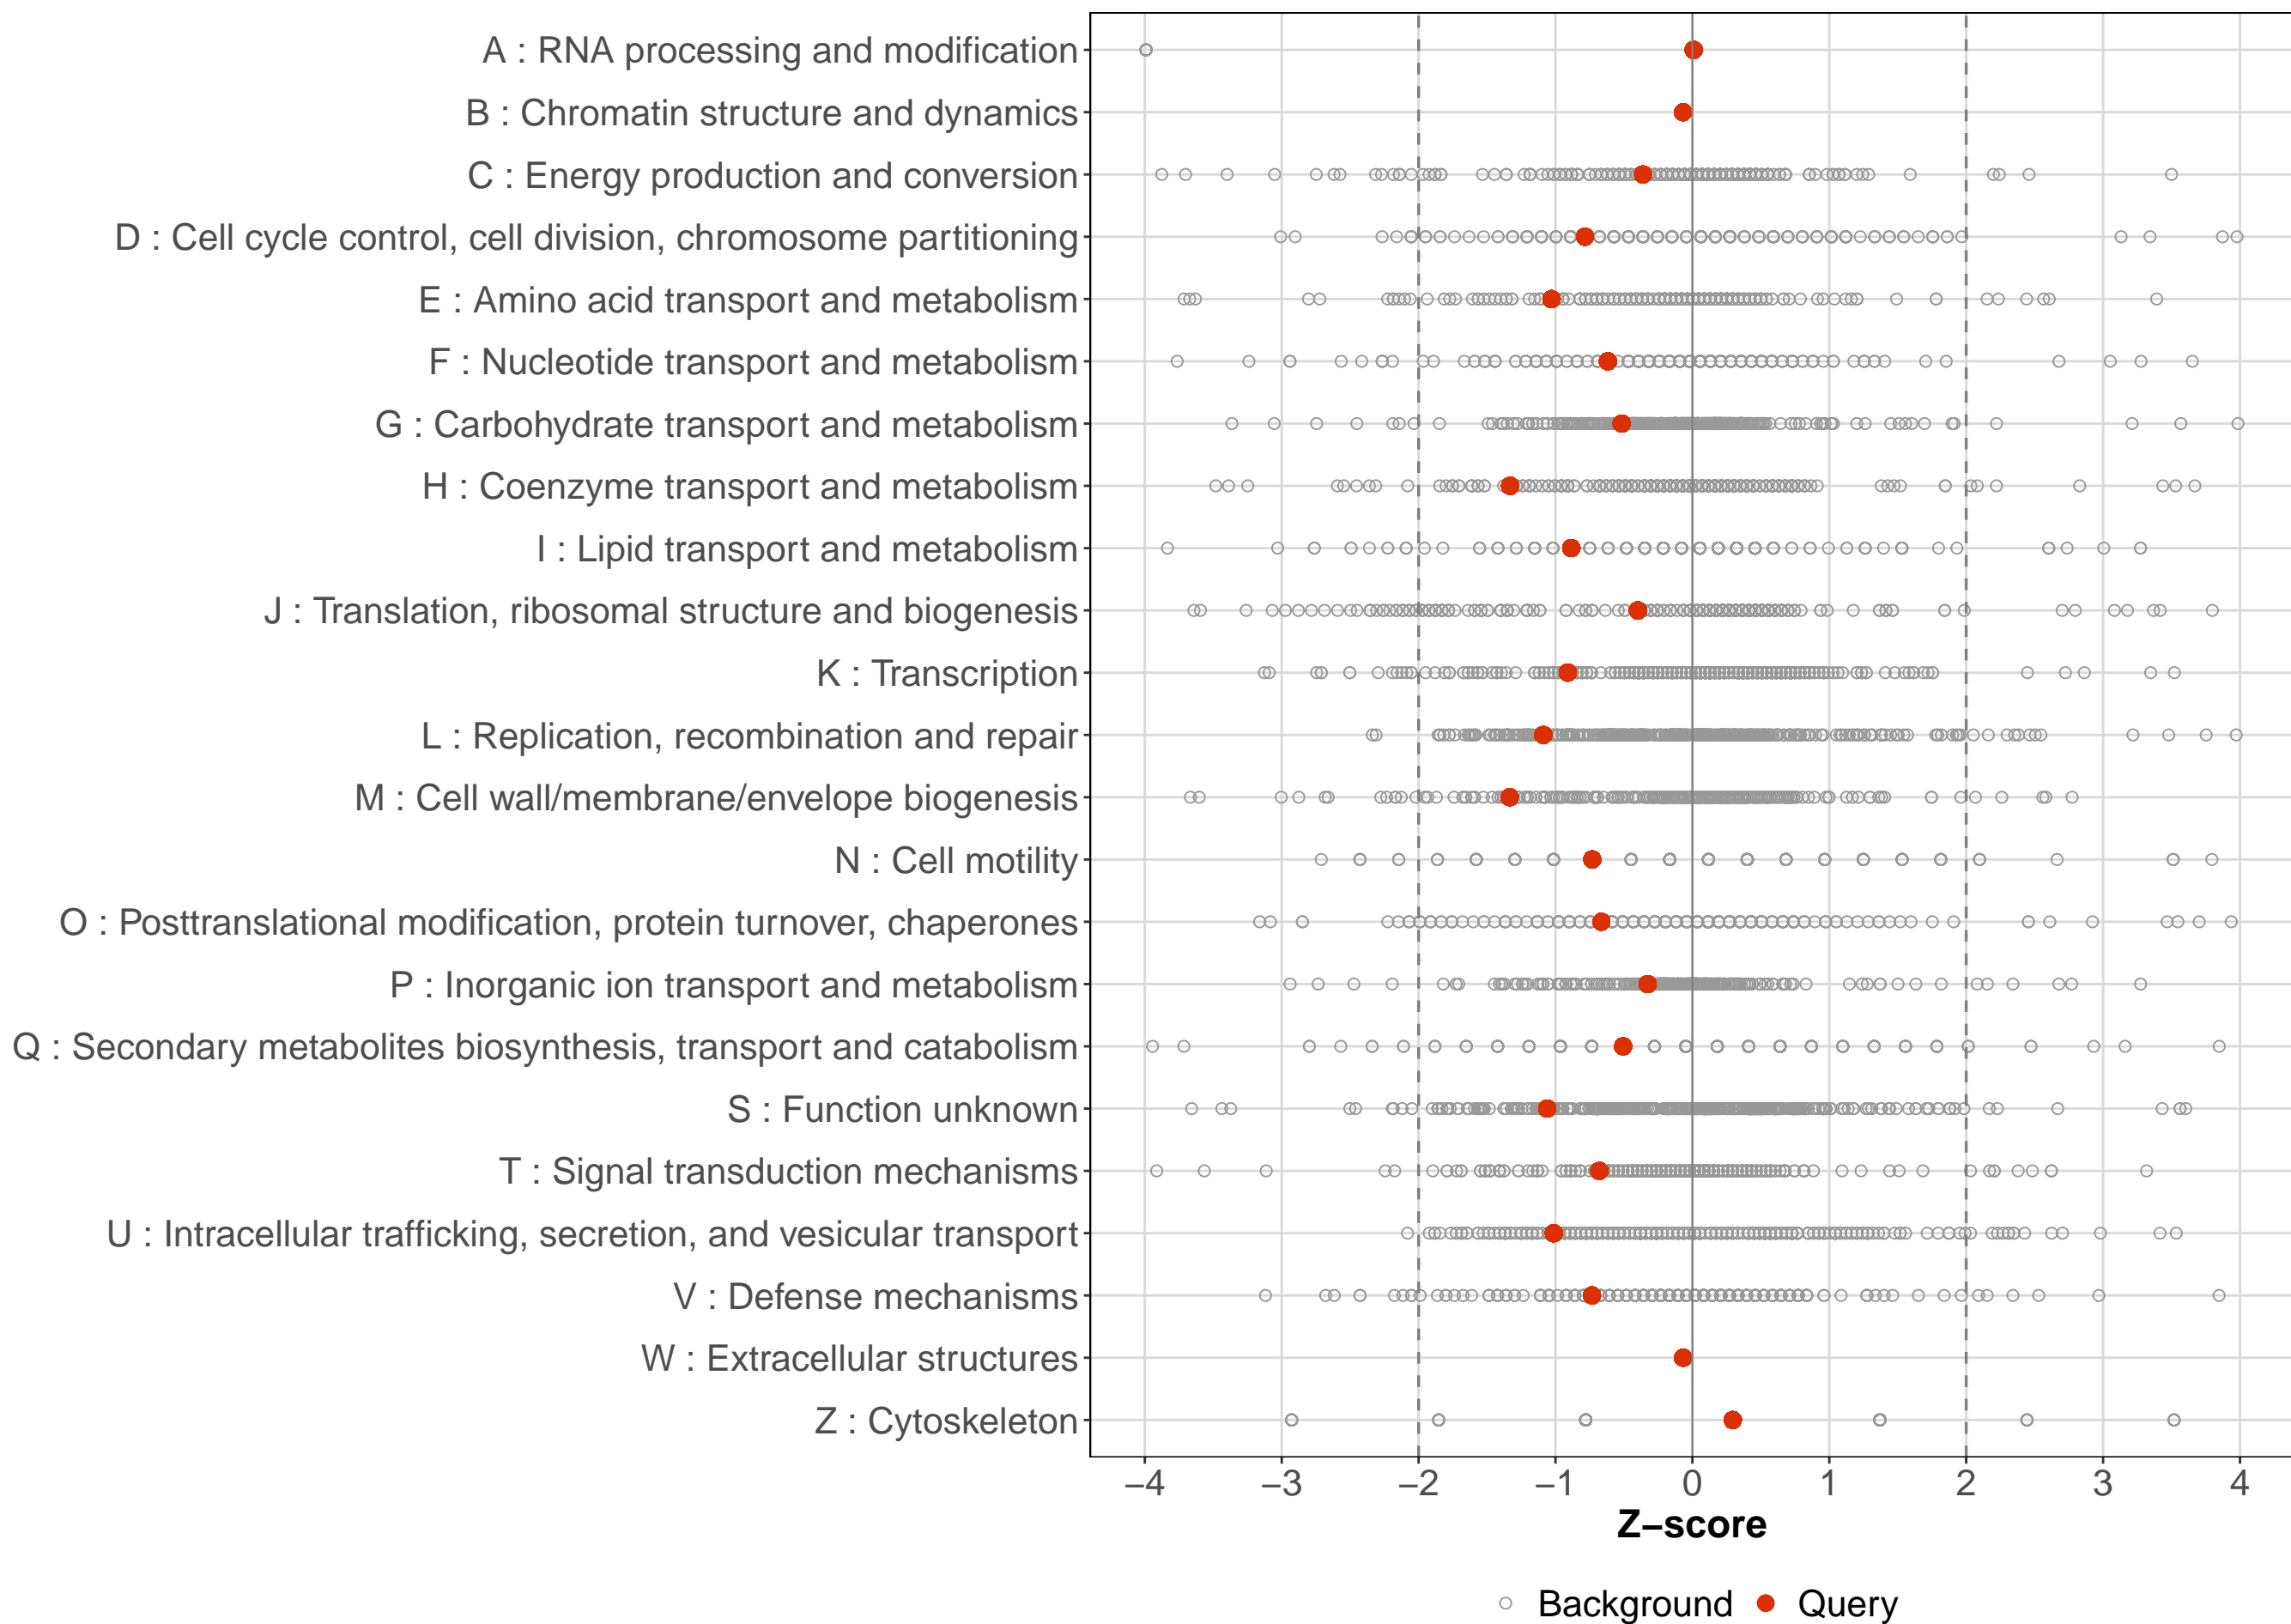 A : RNA processing and modification
B : Chromatin structure and dynamics
C : Energy production and conversion
D : Cell cycle control, cell division, chromosome partitioning
E : Amino acid transport and metabolism
F : Nucleotide transport and metabolism
G : Carbohydrate transport and metabolism
H : Coenzyme transport and metabolism
I : Lipid transport and metabolism
J : Translation, ribosomal structure and biogenesis
K : Transcription
L : Replication, recombination and repair
M : Cell wall/membrane/envelope biogenesis
N : Cell motility
O : Posttranslational modification, protein turnover, chaperones
P : Inorganic ion transport and metabolism
Q : Secondary metabolites biosynthesis, transport and catabolism
S : Function unknown
T : Signal transduction mechanisms
U : Intracellular trafficking, secretion, and vesicular transport
V : Defense mechanisms
W : Extracellular structures
Z : Cytoskeleton
−4 −3 −2 −1 0 1 2 3 4
Z−score
Background Query